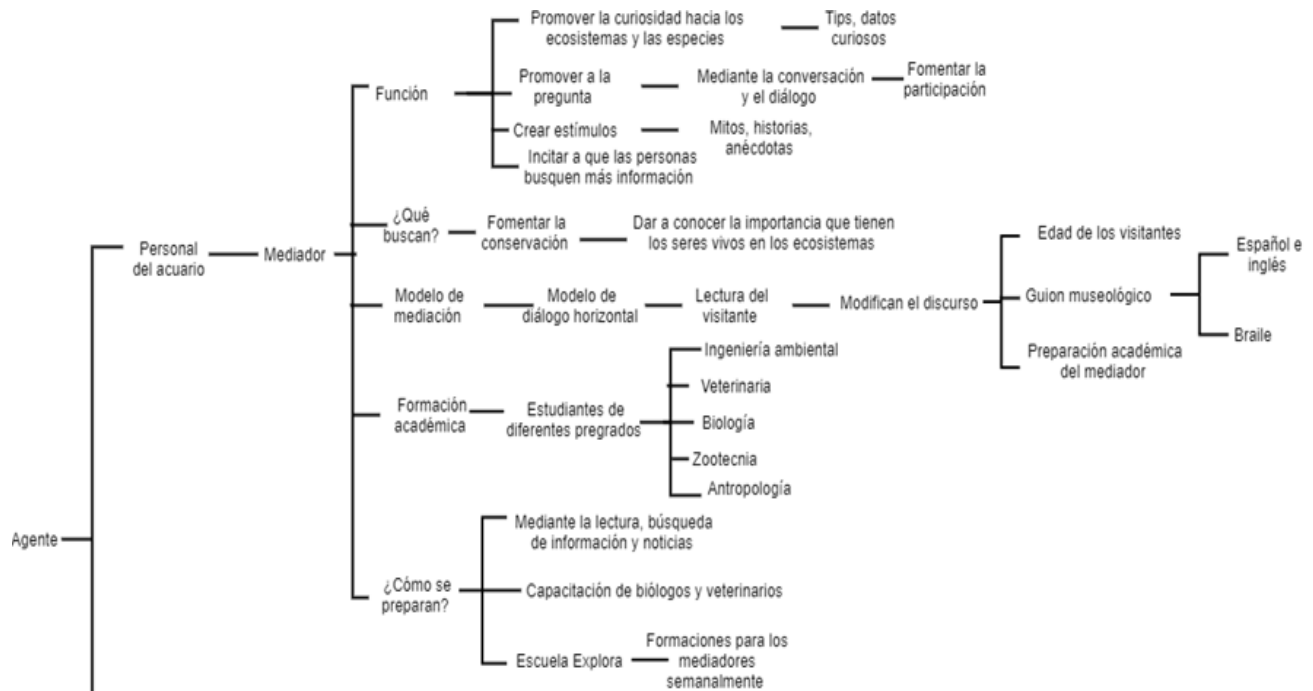 Promover la curiosidad hacia los
ecosistemas y las especies
Tips, datos
curiosos
Función
Promover a la
pregunta
Mediante la conversación
y el diálogo
Fomentar la
participación
Crear estímulos
Mitos, historias,
anécdotas
Incitar a que las personas
busquen más información
Agente
Personal
del acuario
Mediador
¿Qué
buscan?
Fomentar la
conservación
Dar a conocer la importancia que tienen
los seres vivos en los ecosistemas
Modelo de
mediación
Modelo de
diálogo horizontal
Lectura del
visitante
Modifican el discurso
Edad de los visitantes
Guion museológico
Español e
inglés
Braile
Preparación académica
del mediador
Formación
académica
Estudiantes de
diferentes pregrados
Ingeniería ambiental
Veterinaria
Biología
Zootecnia
Antropología
¿Cómo se
preparan?
Mediante la lectura, búsqueda
de información y noticias
Capacitación de biólogos y veterinarios
Escuela Explora
Formaciones para los
mediadores
semanalmente